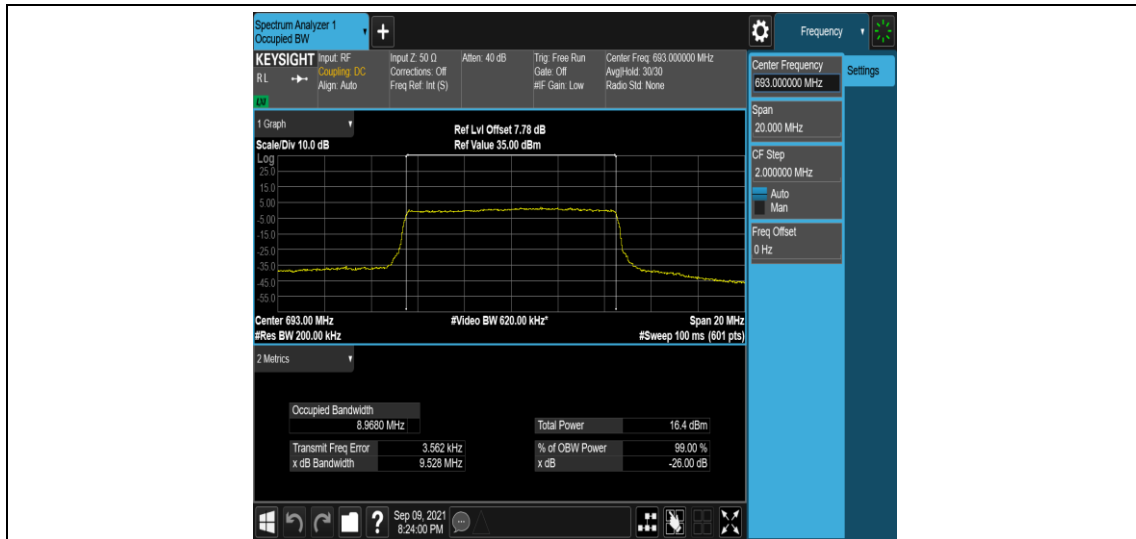 Spectrum Analyzer 1
Occupied BW
+
Frequency
KEYSIGHT Input: RF Input Z: 50 Ω Atten: 40 dB Trig: Free Run Center Freq: 693.000000 MHz
RL Coupling: DC Corrections: Off Gate: Off Avg|Hold: 30/30
Align: Auto Freq Ref: Int (S) #IF Gain: Low Radio Std: None
LXI
Center Frequency
693.000000 MHz
Settings
Span
20.000 MHz
CF Step
2.000000 MHz
Auto
Man
Freq Offset
0 Hz
1 Graph
Ref Lvl Offset 7.78 dB
Scale/Div 10.0 dB Ref Value 35.00 dBm
Log
25.0
15.0
5.00
-5.00
-15.0
-25.0
-35.0
-45.0
-55.0
Center 693.00 MHz #Video BW 620.00 kHz* Span 20 MHz
#Res BW 200.00 kHz #Sweep 100 ms (601 pts)
2 Metrics
Occupied Bandwidth
8.9680 MHz Total Power 16.4 dBm
Transmit Freq Error 3.562 kHz % of OBW Power 99.00 %
x dB Bandwidth 9.528 MHz x dB -26.00 dB
? Sep 09, 2021
8:24:00 PM